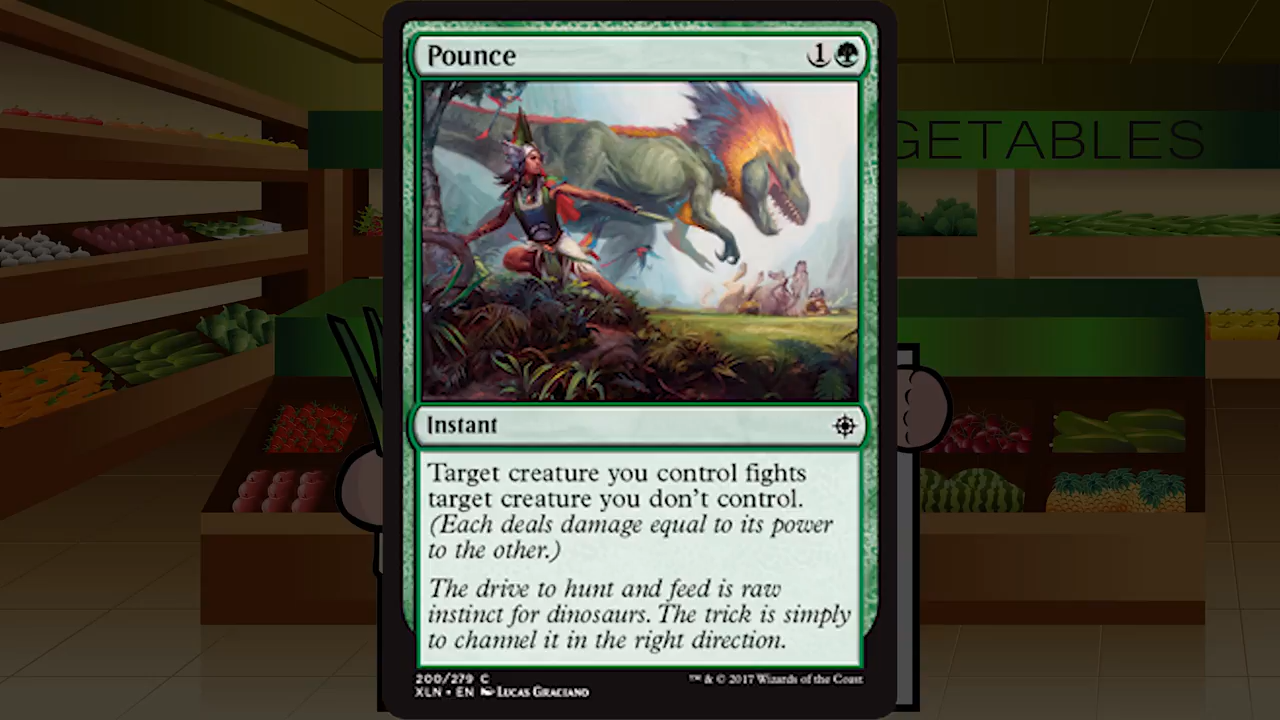 Pounce 1
GETABLES
Instant
Target creature you control fights
target creature you don't control.
(Each deals damage equal to its power
to the other.)
The drive to hunt and feed is raw
instinct for dinosaurs. The trick is simply
to channel it in the right direction.
200/279 C
XLN • EN Lucas Graciano
™ & © 2017 Wizards of the Coast